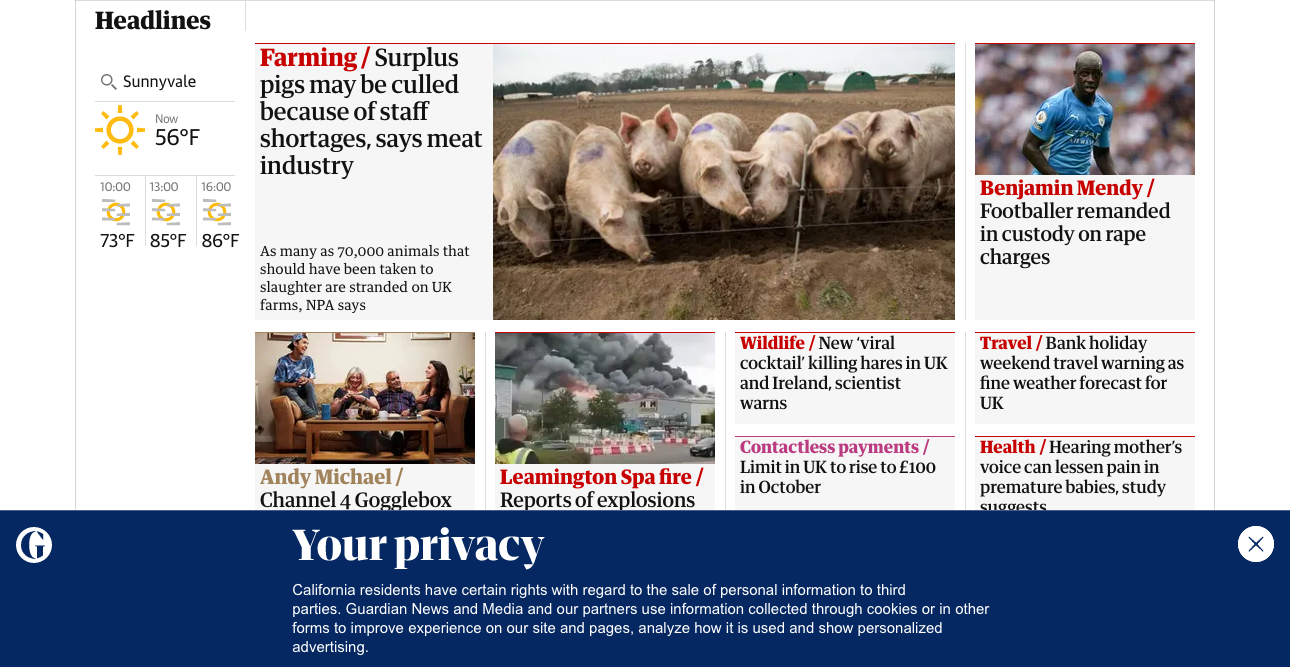 Headlines
Sunnyvale
Now
56°F
10:00
13:00
16:00
73°F
85°F
86°F
Farming / Surplus
pigs may be culled
because of staff
shortages, says meat
industry
As many as 70,000 animals that
should have been taken to
slaughter are stranded on UK
farms, NPA says
Benjamin Mendy /
Footballer remanded
in custody on rape
charges
Andy Michael /
Channel 4 Gogglebox
Leamington Spa fire /
Reports of explosions
Wildlife / New ‘viral
cocktail’ killing hares in UK
and Ireland, scientist
warns
Contactless payments /
Limit in UK to rise to £100
in October
Travel / Bank holiday
weekend travel warning as
fine weather forecast for
UK
Health / Hearing mother’s
voice can lessen pain in
premature babies, study
suggests
Your privacy
California residents have certain rights with regard to the sale of personal information to third
parties. Guardian News and Media and our partners use information collected through cookies or in other
forms to improve experience on our site and pages, analyze how it is used and show personalized
advertising.